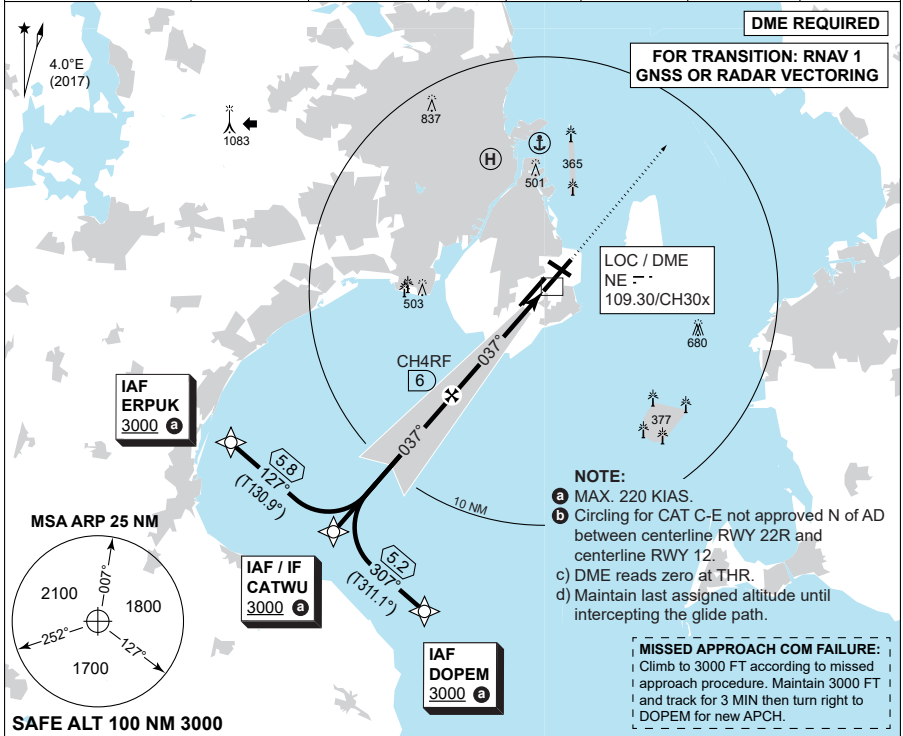 DME REQUIRED
FOR TRANSITION: RNAV 1
GNSS OR RADAR VECTORING
4.0°E
(2017)
837
1083
H
501
365
LOC / DME
NE
109.30/CH30x
503
680
CH4RF
6
037°
037°
377
IAF
ERPUK
3000 a
5.8
127°
(T130.9°)
10 NM
NOTE:
a MAX. 220 KIAS.
b Circling for CAT C-E not approved N of AD
between centerline RWY 22R and
centerline RWY 12.
c) DME reads zero at THR.
d) Maintain last assigned altitude until
intercepting the glide path.
MSA ARP 25 NM
007°
2100
1800
252°
127°
1700
SAFE ALT 100 NM 3000
IAF / IF
CATWU
3000 a
5.2
307°
(T311.1°)
IAF
DOPEM
3000 a
MISSED APPROACH COM FAILURE:
Climb to 3000 FT according to missed
approach procedure. Maintain 3000 FT
and track for 3 MIN then turn right to
DOPEM for new APCH.